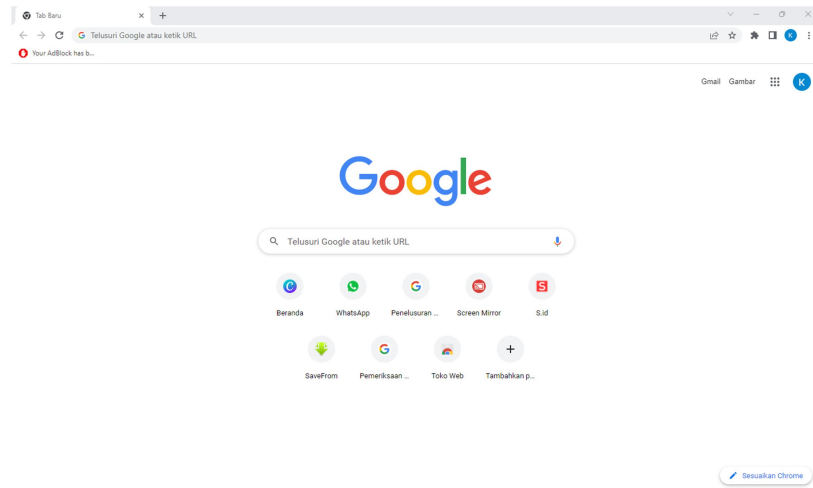 Tab Baru
Telusuri Google atau ketik URL
K
Your AdBlock has b...
Gmail Gambar
K
Google
Telusuri Google atau ketik URL
Beranda WhatsApp Penelusuran ... Screen Mirror S.id
SaveFrom Pemeriksaan ... Toko Web Tambahkan p...
Sesuaikan Chrome